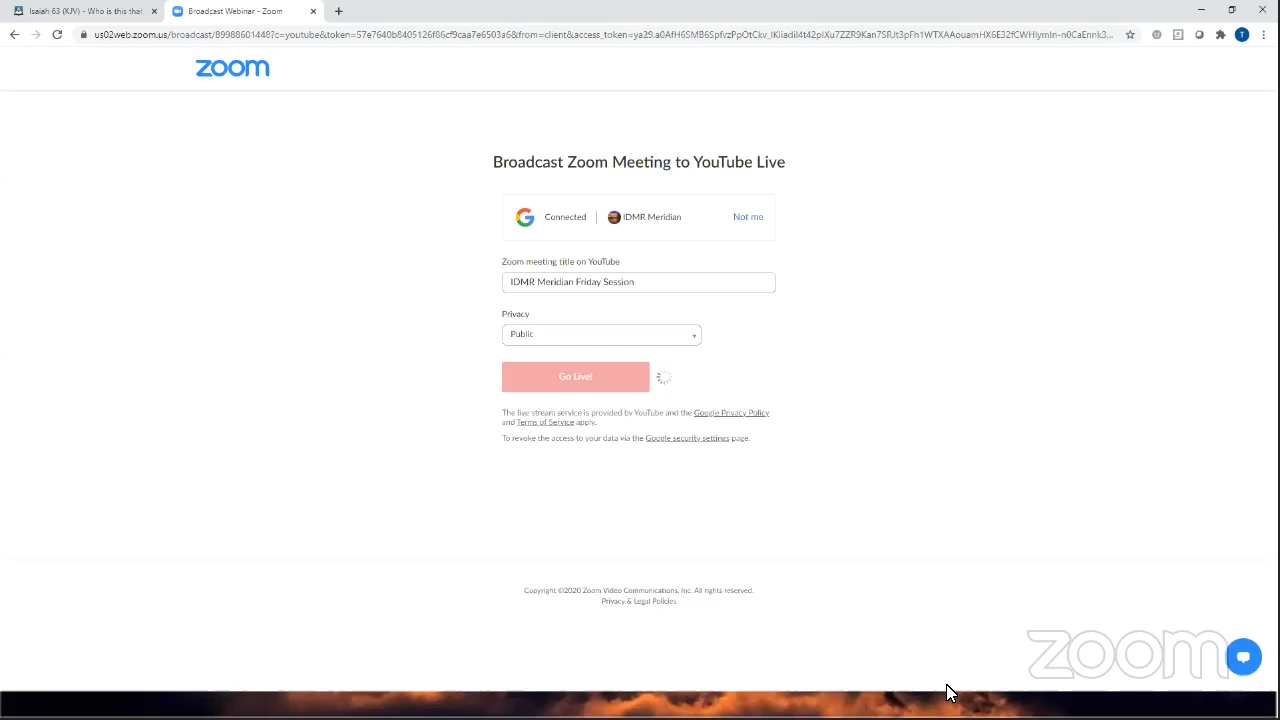 Isaiah 63 (KJV) - Who is this that
Broadcast Webinar - Zoom
zoom
Broadcast Zoom Meeting to YouTube Live
Connected
IDMR Meridian
Not me
Zoom meeting title on YouTube
IDMR Meridian Friday Session
Privacy
Public
Go Live!
The live stream service is provided by YouTube and the Google Privacy Policy
and Terms of Service apply.
To revoke the access to your data via the Google security settings page.
Copyright ©2020 Zoom Video Communications, Inc. All rights reserved.
Privacy & Legal Policies
zoom